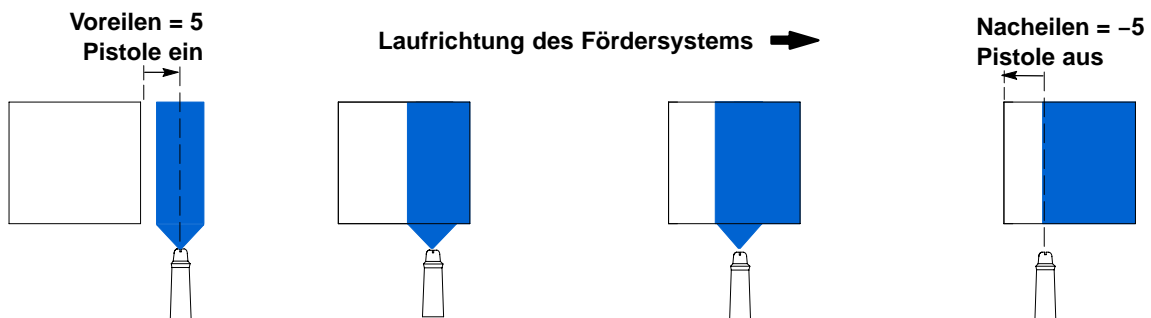 Voreilen = 5
Pistole ein
Laufrichtung des Fördersystems
Nacheilen = –5
Pistole aus